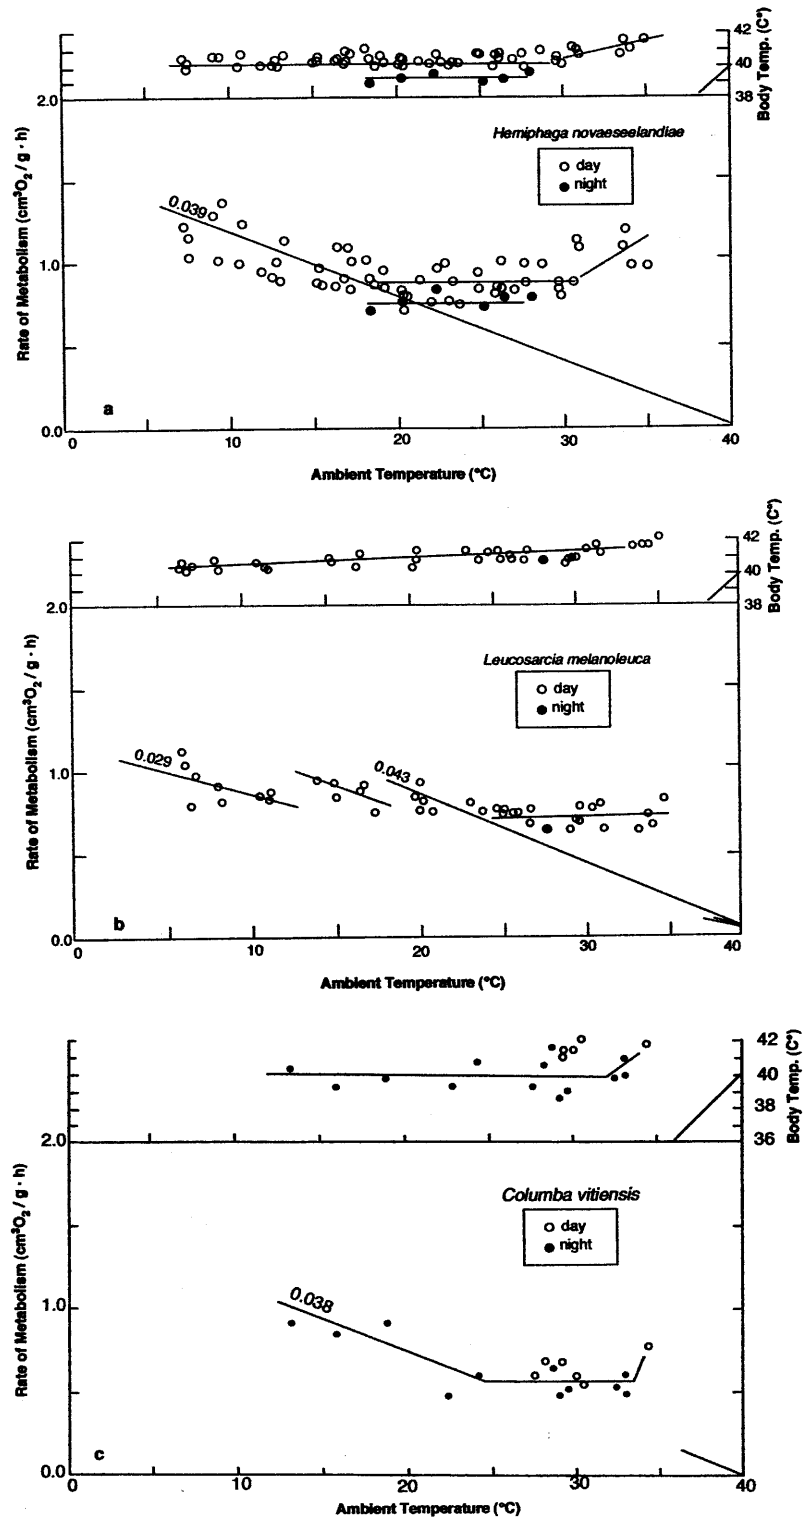 42
40
38
Body Temp. (C°)
2.0
Hemiphaga novaeseelandiae
day
night
0.039
1.0
Rate of Metabolism (cm³O₂ / g · h)
a
0.0
0 10 20 30 40
Ambient Temperature (°C)
42
40
38
Body Temp. (C°)
2.0
Leucosarcia melanoleuca
day
night
0.029
0.043
1.0
Rate of Metabolism (cm³O₂ / g · h)
b
0.0
10 20 30 40
Ambient Temperature (°C)
42
40
38
36
Body Temp. (C°)
2.0
Columba vitiensis
day
night
0.038
1.0
Rate of Metabolism (cm³O₂ / g · h)
c
0.0
0 10 20 30 40
Ambient Temperature (°C)